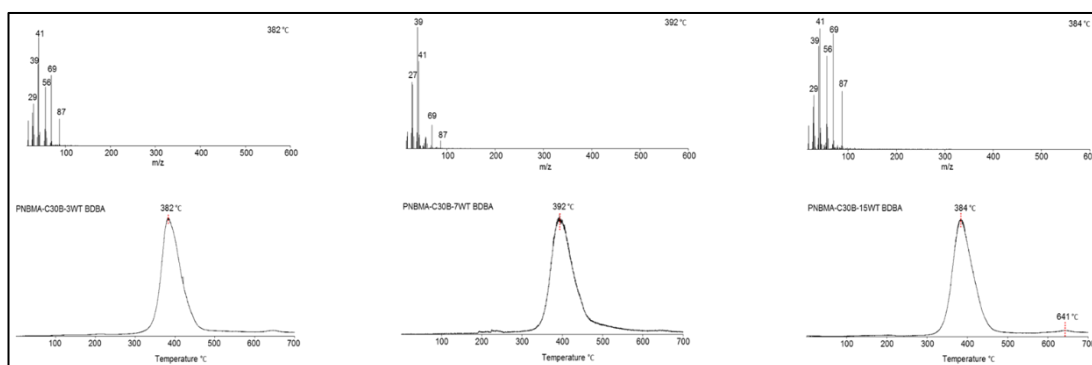 382 ℃
41
39
69
56
29
87
100 200 300 400 500 600
m/z
392 ℃
39
41
27
69
87
100 200 300 400 500 600
m/z
384 ℃
41
69
39
56
29
87
100 200 300 400 500 600
m/z
PNBMA-C30B-3WT BDBA
382 ℃
100 200 300 400 500 600 700
Temperature ℃
PNBMA-C30B-7WT BDBA
392 ℃
100 200 300 400 500 600 700
Temperature ℃
PNBMA-C30B-15WT BDBA
384 ℃
641 ℃
100 200 300 400 500 600 700
Temperature ℃